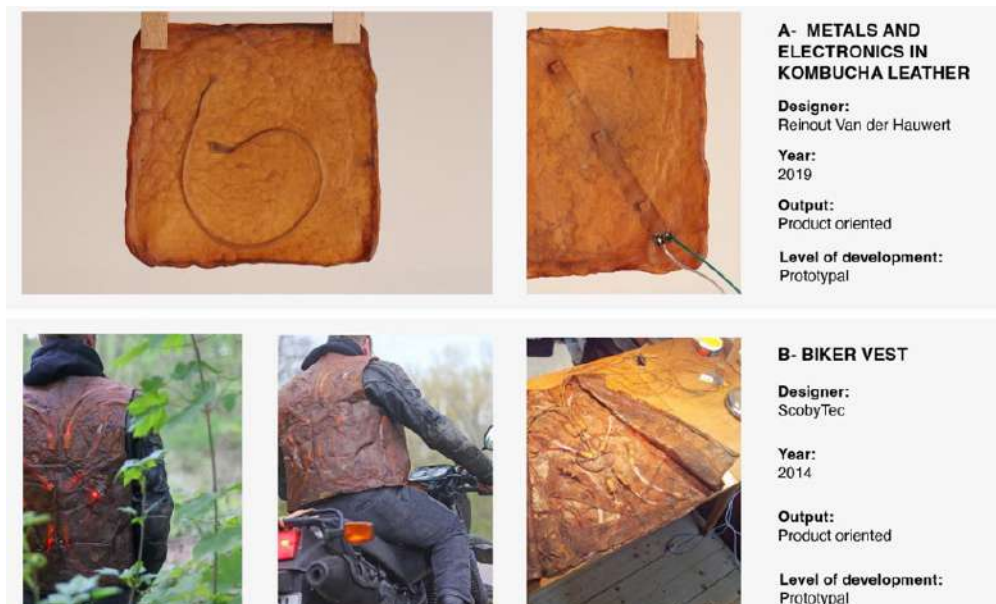 A- METALS AND
ELECTRONICS IN
KOMBUCHA LEATHER
Designer:
Reinout Van der Hauwert
Year:
2019
Output:
Product oriented
Level of development:
Prototypal
B- BIKER VEST
Designer:
ScobyTec
Year:
2014
Output:
Product oriented
Level of development:
Prototypal